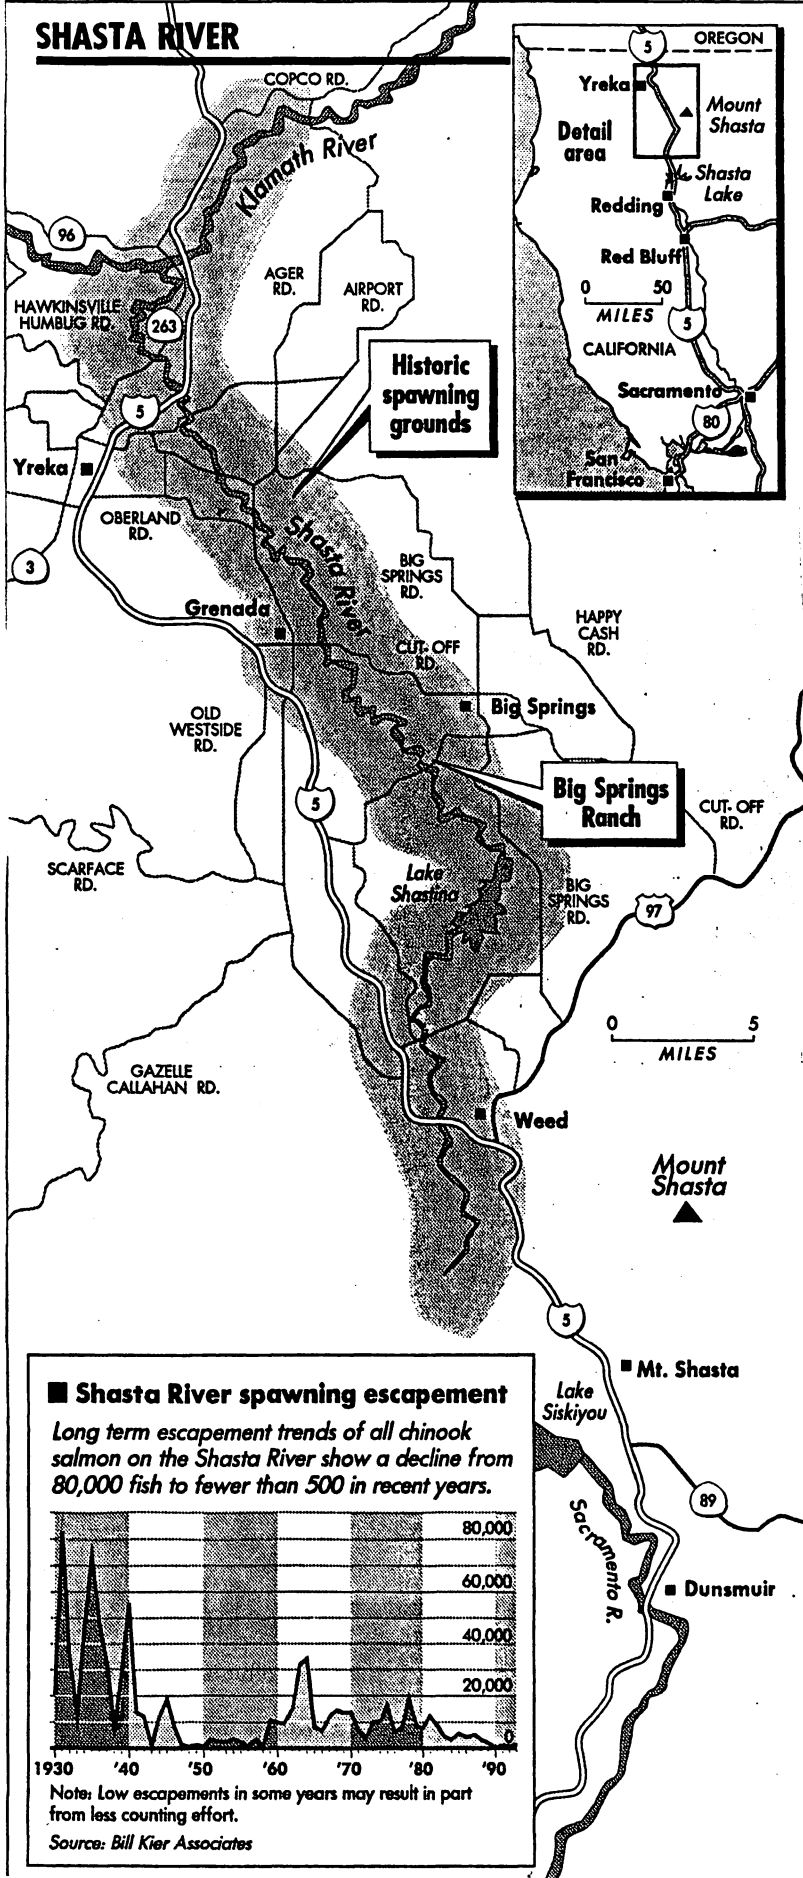 SHASTA RIVER
COPCO RD.
Klamath River
96
HAWKINSVILLE
HUMBUG RD.
263
AGER
RD.
AIRPORT
RD.
5
OREGON
Yreka
Mount
Shasta
Detail
area
Shasta
Lake
Redding
Red Bluff
0 50
MILES
5
CALIFORNIA
Sacramento
80
San
Francisco
Historic
spawning
grounds
5
Yreka
OBERLAND
RD.
3
Shasta River
BIG
SPRINGS
RD.
Grenada
HAPPY
CASH
RD.
CUT-OFF
RD.
OLD
WESTSIDE
RD.
Big Springs
5
Big Springs
Ranch
CUT-OFF
RD.
SCARFACE
RD.
Lake
Shastina
BIG
SPRINGS
RD.
97
0 5
MILES
GAZELLE
CALLAHAN RD.
Weed
Mount
Shasta
5
Mt. Shasta
Lake
Siskiyou
89
Sacramento R.
Dunsmuir
Shasta River spawning escapement
Long term escapement trends of all chinook
salmon on the Shasta River show a decline from
80,000 fish to fewer than 500 in recent years.
80,000
60,000
40,000
20,000
0
1930 '40 '50 '60 '70 '80 '90
Note: Low escapements in some years may result in part
from less counting effort.
Source: Bill Kier Associates